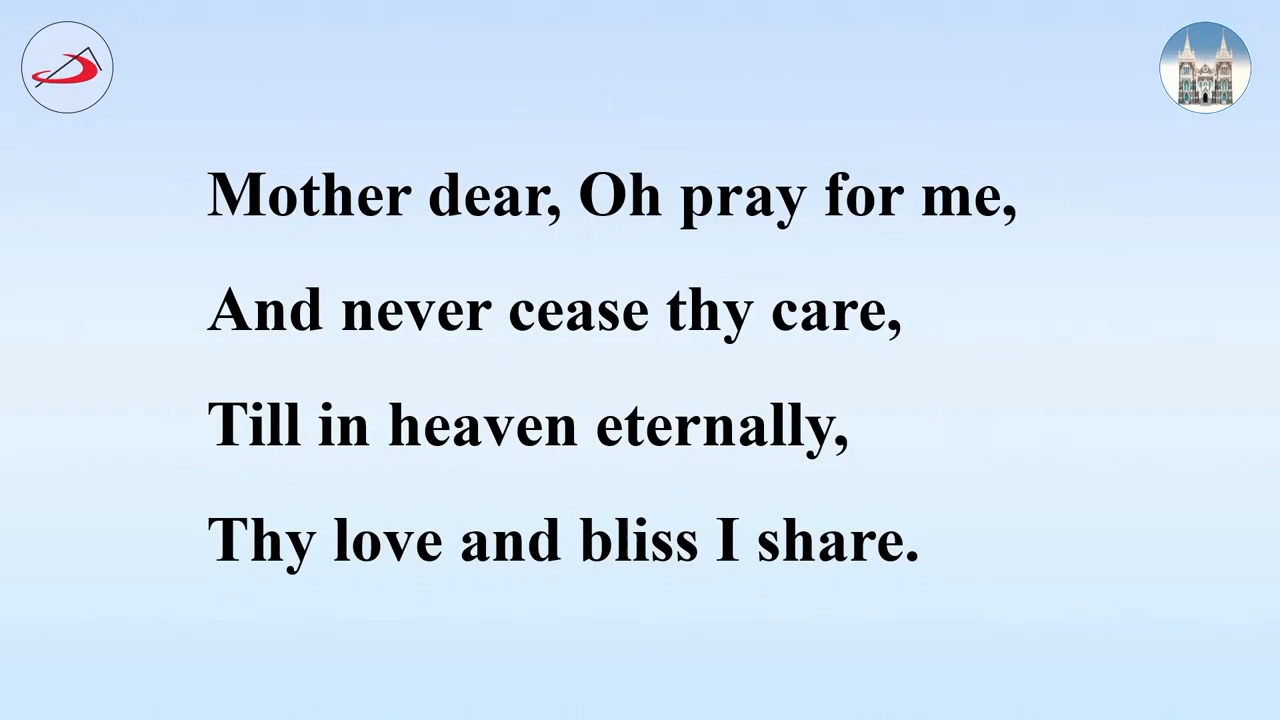 Mother dear, Oh pray for me,
And never cease thy care,
Till in heaven eternally,
Thy love and bliss I share.